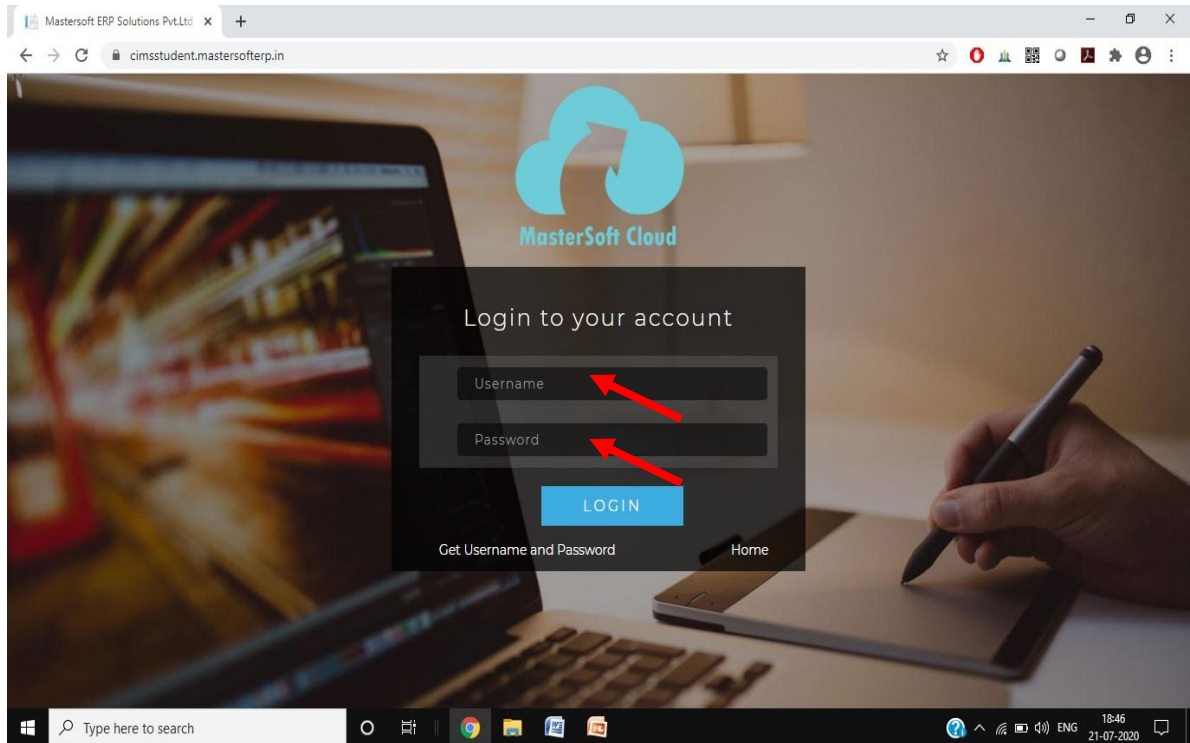 Mastersoft ERP Solutions Pvt.Ltd
cimsstudent.mastersofterp.in
MasterSoft Cloud
Login to your account
Username
Password
LOGIN
Get Username and Password Home
Type here to search
ENG
18:46
21-07-2020